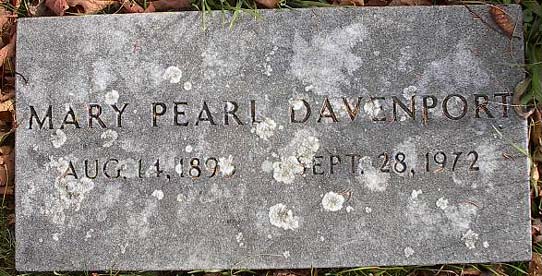 MARY PEARL DAVENPORT
AUG. 14, SEPT. 28, 1972